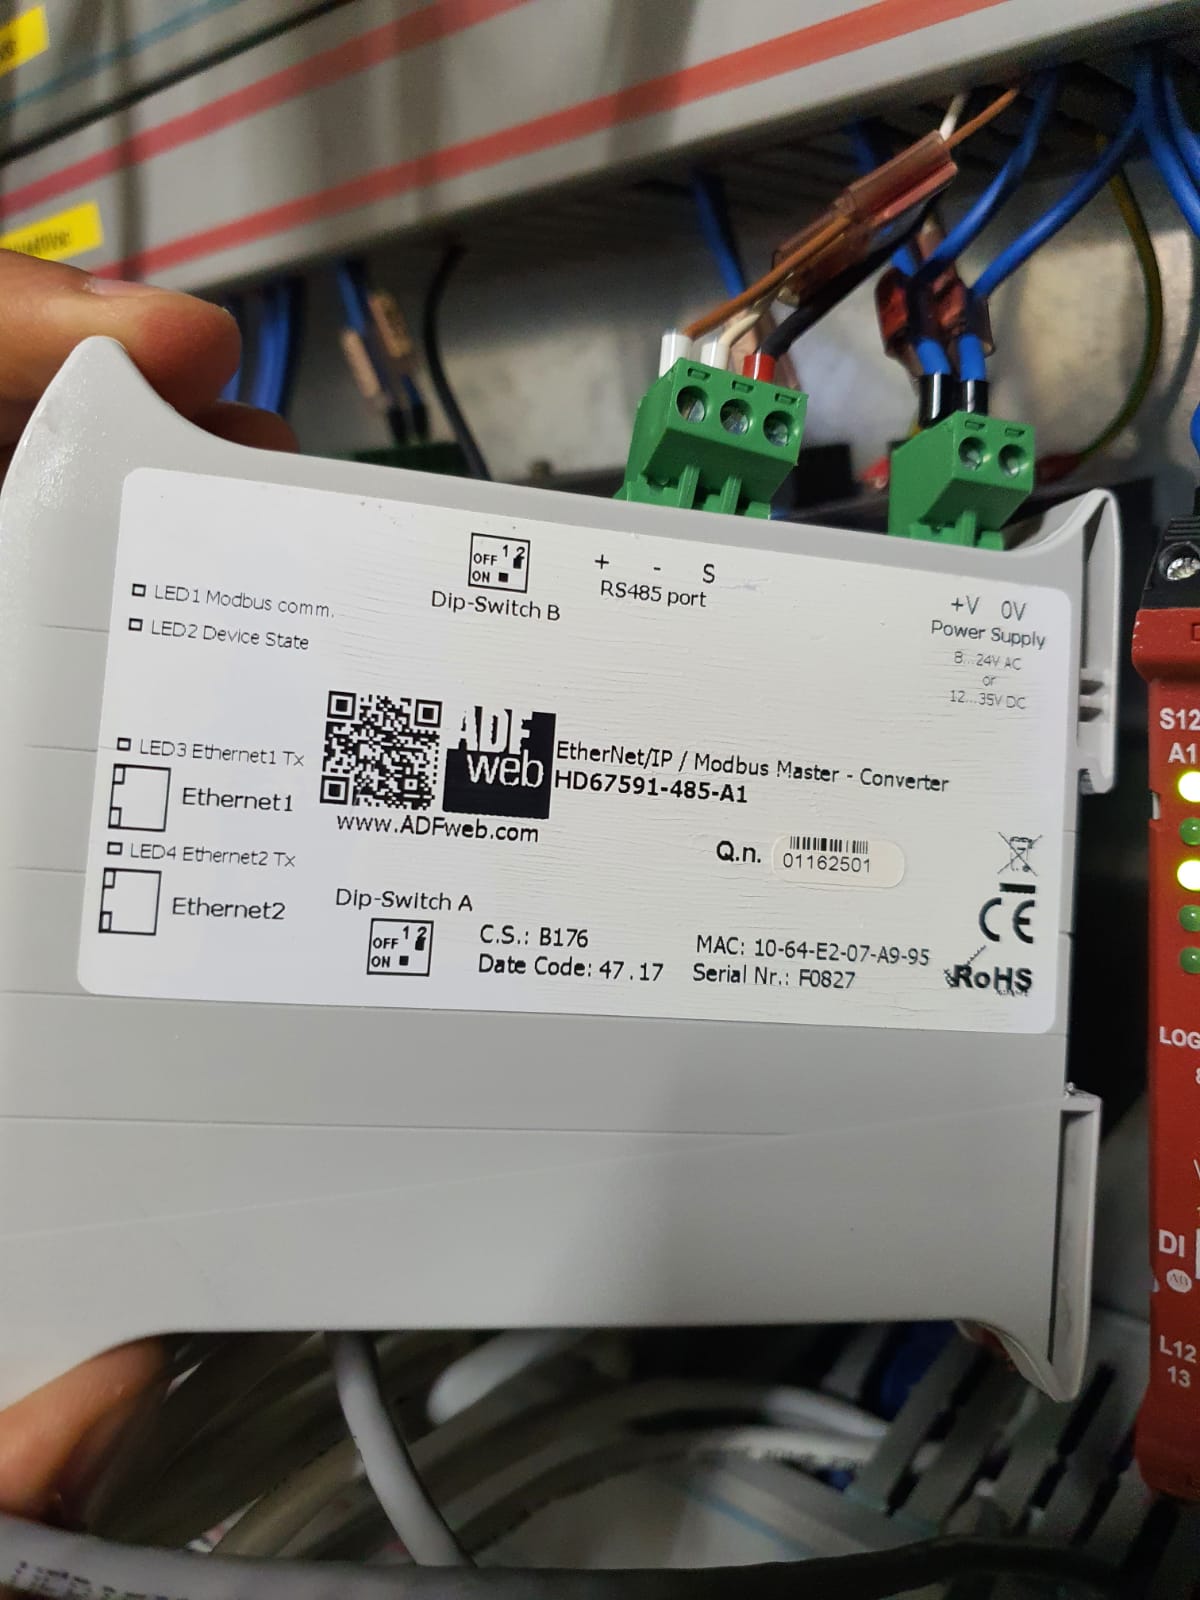 OFF 1 2
ON
Dip-Switch B
+ - S
RS485 port
+V 0V
Power Supply
8...24V AC
or
12...35V DC
LED1 Modbus comm.
LED2 Device State
LED3 Ethernet1 Tx
Ethernet1
LED4 Ethernet2 Tx
Ethernet2
ADF
web
www.ADFweb.com
EtherNet/IP / Modbus Master - Converter
HD67591-485-A1
Q.n. 01162501
Dip-Switch A
OFF 1 2
ON
C.S.: B176
Date Code: 47.17
MAC: 10-64-E2-07-A9-95
Serial Nr.: F0827
CE
RoHS
S12
A1
LOG
DI
L12
13